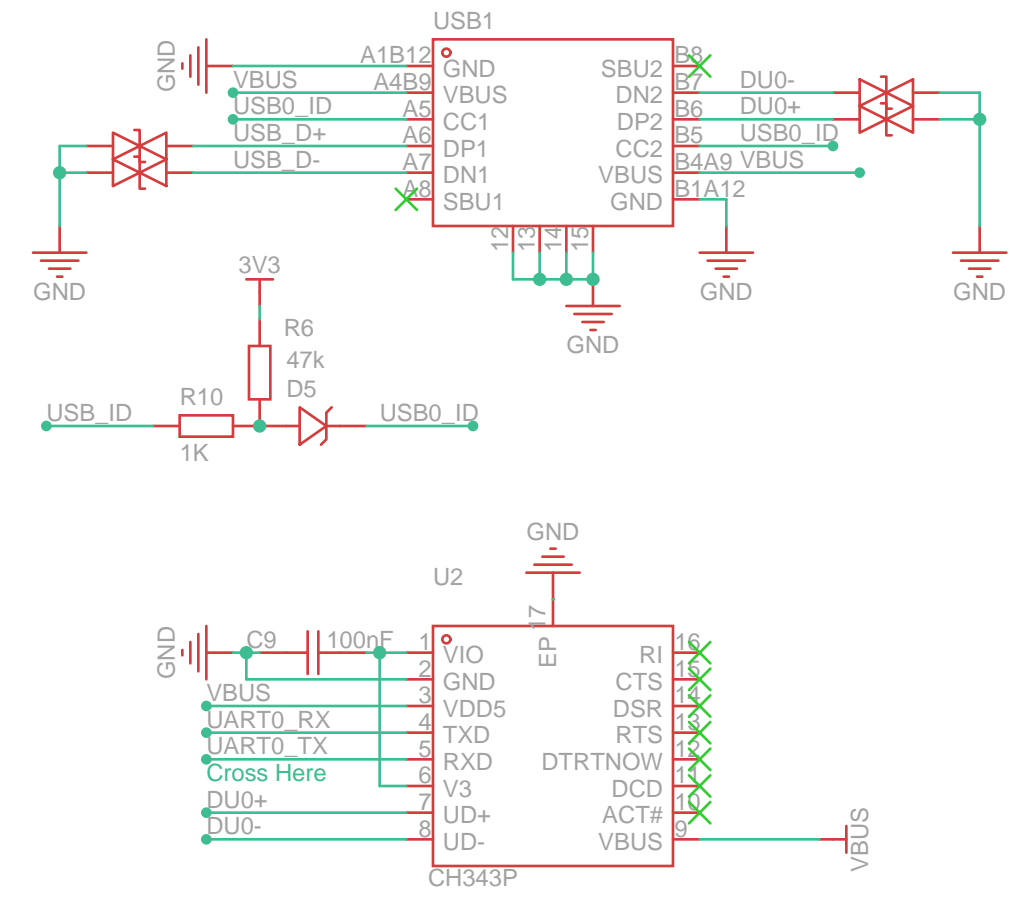 USB1
GND
A1B12
GND
VBUS
A4B9
VBUS
USB0_ID
A5
CC1
USB_D+
A6
DP1
USB_D-
A7
DN1
A8
SBU1
B8
SBU2
B7
DN2
DU0-
B6
DP2
DU0+
B5
CC2
USB0_ID
B4A9
VBUS
VBUS
B1A12
GND
12
13
14
15
GND
GND
GND
GND
3V3
R6
47k
D5
R10
USB_ID
USB0_ID
1K
GND
U2
17
EP
GND
C9
100nF
1
VIO
2
GND
VBUS
3
VDD5
UART0_RX
4
TXD
UART0_TX
5
RXD
Cross Here
6
V3
DU0+
7
UD+
DU0-
8
UD-
16
RI
15
CTS
14
DSR
13
RTS
12
DTRTNOW
11
DCD
10
ACT#
9
VBUS
VBUS
CH343P